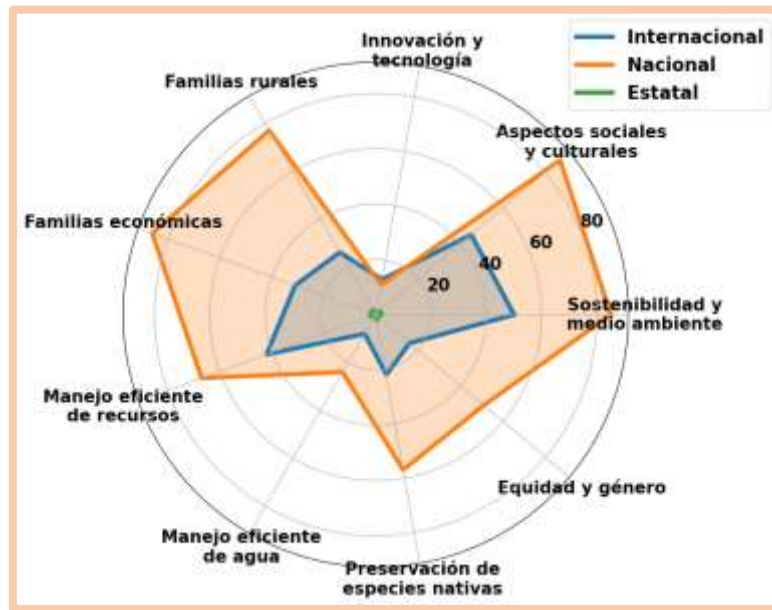 Internacional
Nacional
Estatal
Innovación y
tecnología
Familias rurales
Aspectos sociales
y culturales
Familias económicas
80
60
40
20
Sostenibilidad y
medio ambiente
Manejo eficiente
de recursos
Equidad y género
Manejo eficiente
de agua
Preservación de
especies nativas